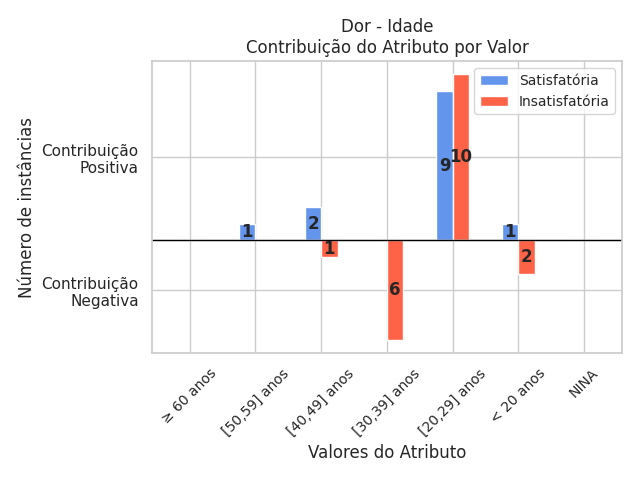 Dor - Idade
Contribuição do Atributo por Valor
Satisfatória
Insatisfatória
Número de instâncias
Contribuição
Positiva
Contribuição
Negativa
1
2
1
6
9
10
1
2
≥ 60 anos
[50,59] anos
[40,49] anos
[30,39] anos
[20,29] anos
< 20 anos
NINA
Valores do Atributo